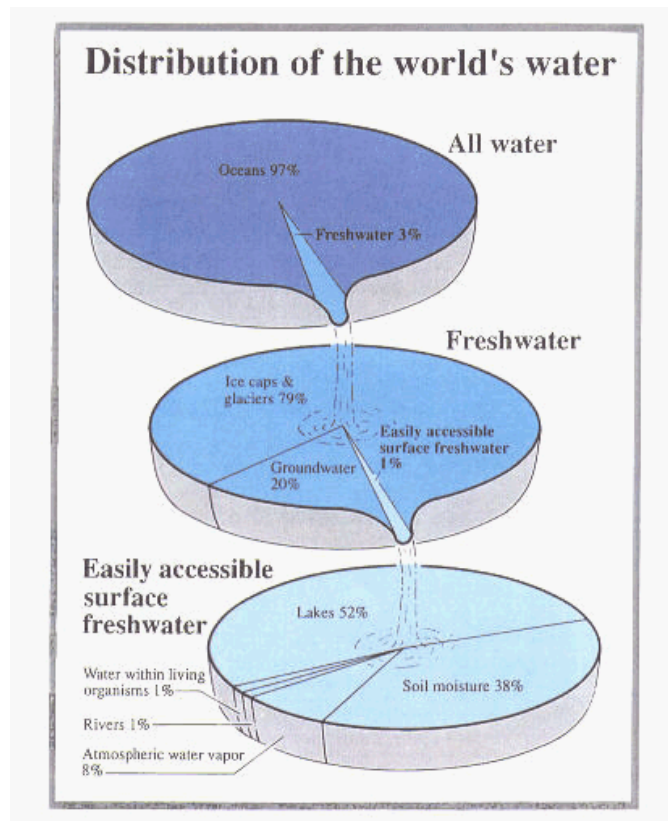 Distribution of the world's water
All water
Oceans 97%
Freshwater 3%
Freshwater
Ice caps &
glaciers 79%
Easily accessible
surface freshwater
1%
Groundwater
20%
Easily accessible
surface
freshwater
Lakes 52%
Water within living
organisms 1%
Soil moisture 38%
Rivers 1%
Atmospheric water vapor
8%